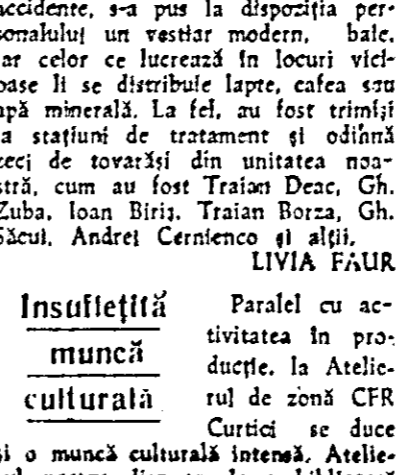 accidente, s-a pus la dispoziția per-
sonalului un vestiar modern, baie,
iar celor ce lucrează în locuri vici-
oase li se distribuie lapte, cafea sau
apă minerală. La fel, au fost trimiși
la stațiuni de tratament și odihnă
zeci de tovarăși din unitatea noa-
stră, cum au fost Traian Deac, Gh.
Zuba, Ioan Biriș, Traian Borza, Gh.
Săcui, Andrei Cernienco și alții.
LIVIA FAUR
Însuflețită
muncă
culturală
Paralel cu ac-
tivitatea în pro-
ducție, la Atelie-
rul de zonă CFR
Curtici se duce
și o muncă culturală intensă. Atelie-